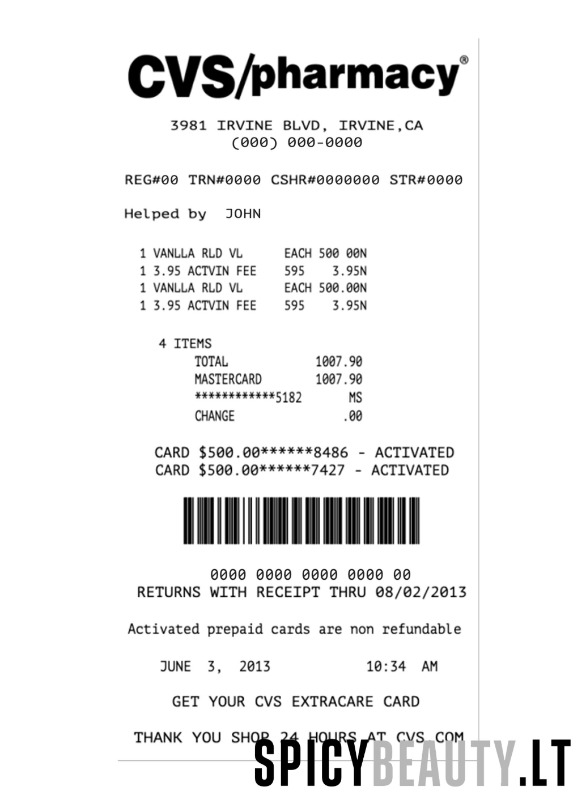 CVS/pharmacy®
3981 IRVINE BLVD, IRVINE,CA
(000) 000-0000
REG#00 TRN#0000 CSHR#0000000 STR#0000
Helped by JOHN
1 VANLLA RLD VL EACH 500 00N
1 3.95 ACTVIN FEE 595 3.95N
1 VANLLA RLD VL EACH 500.00N
1 3.95 ACTVIN FEE 595 3.95N
4 ITEMS
TOTAL 1007.90
MASTERCARD 1007.90
************5182 MS
CHANGE .00
CARD $500.00******8486 - ACTIVATED
CARD $500.00******7427 - ACTIVATED
0000 0000 0000 0000 00
RETURNS WITH RECEIPT THRU 08/02/2013
Activated prepaid cards are non refundable
JUNE 3, 2013 10:34 AM
GET YOUR CVS EXTRACARE CARD
THANK YOU SHOP 24 HOURS AT CVS COM
SPICYBEAUTY.LT